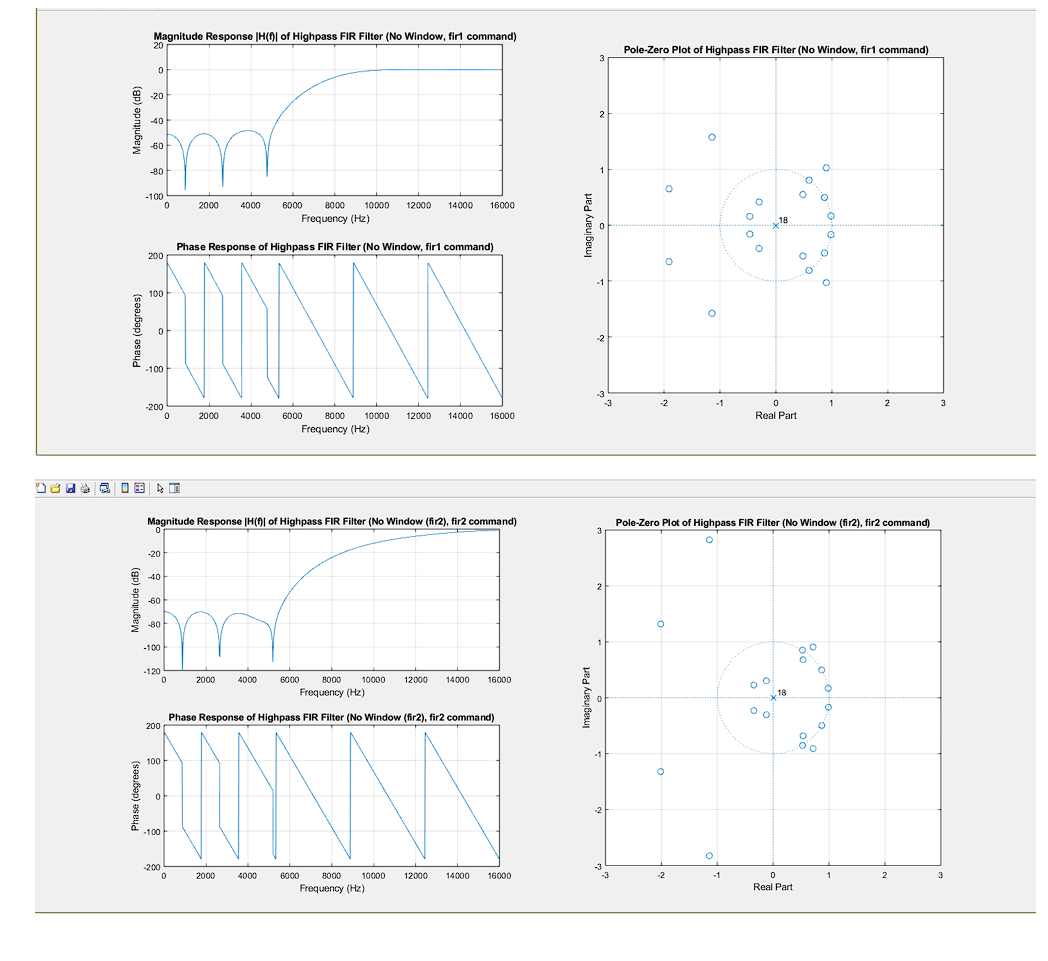 Magnitude Response |H(f)| of Highpass FIR Filter (No Window, fir1 command)
20
0
-20
-40
-60
-80
-100
Magnitude (dB)
0 2000 4000 6000 8000 10000 12000 14000 16000
Frequency (Hz)
Phase Response of Highpass FIR Filter (No Window, fir1 command)
200
100
0
-100
-200
Phase (degrees)
0 2000 4000 6000 8000 10000 12000 14000 16000
Frequency (Hz)
Pole-Zero Plot of Highpass FIR Filter (No Window, fir1 command)
3
2
1
0
-1
-2
-3
Imaginary Part
18
-3 -2 -1 0 1 2 3
Real Part
Magnitude Response |H(f)| of Highpass FIR Filter (No Window (fir2), fir2 command)
0
-20
-40
-60
-80
-100
-120
Magnitude (dB)
0 2000 4000 6000 8000 10000 12000 14000 16000
Frequency (Hz)
Phase Response of Highpass FIR Filter (No Window (fir2), fir2 command)
200
100
0
-100
-200
Phase (degrees)
0 2000 4000 6000 8000 10000 12000 14000 16000
Frequency (Hz)
Pole-Zero Plot of Highpass FIR Filter (No Window (fir2), fir2 command)
3
2
1
0
-1
-2
-3
Imaginary Part
18
-3 -2 -1 0 1 2 3
Real Part